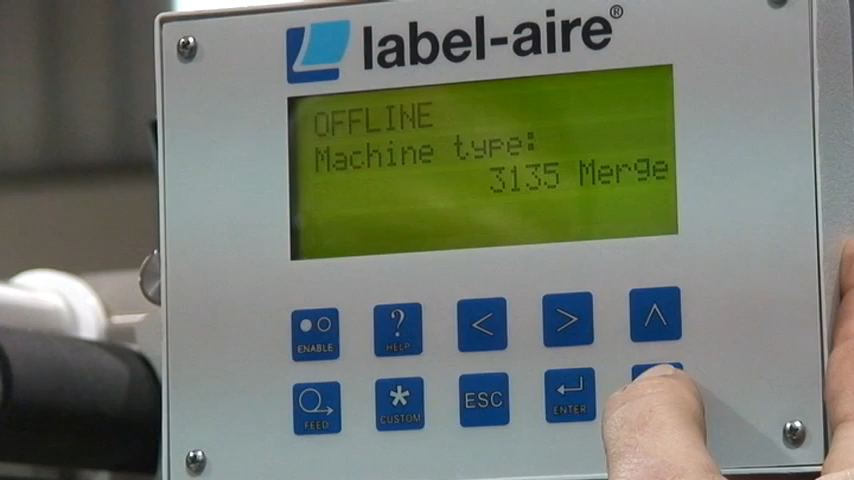 label-aire®
OFFLINE
Machine type:
3135 Merge
ENABLE
? HELP
<
>
FEED
* CUSTOM
ESC
ENTER